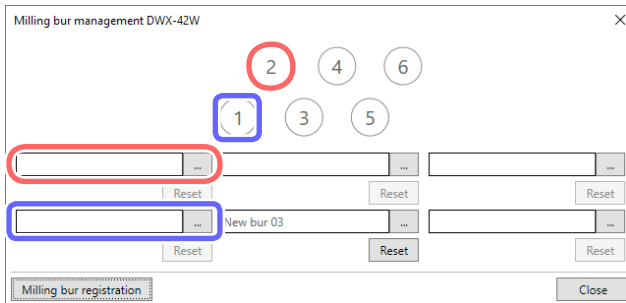 Milling bur management DWX-42W
2 4 6
1 3 5
... ... ...
Reset Reset Reset
... New bur 03 ... ...
Reset Reset Reset
Milling bur registration Close